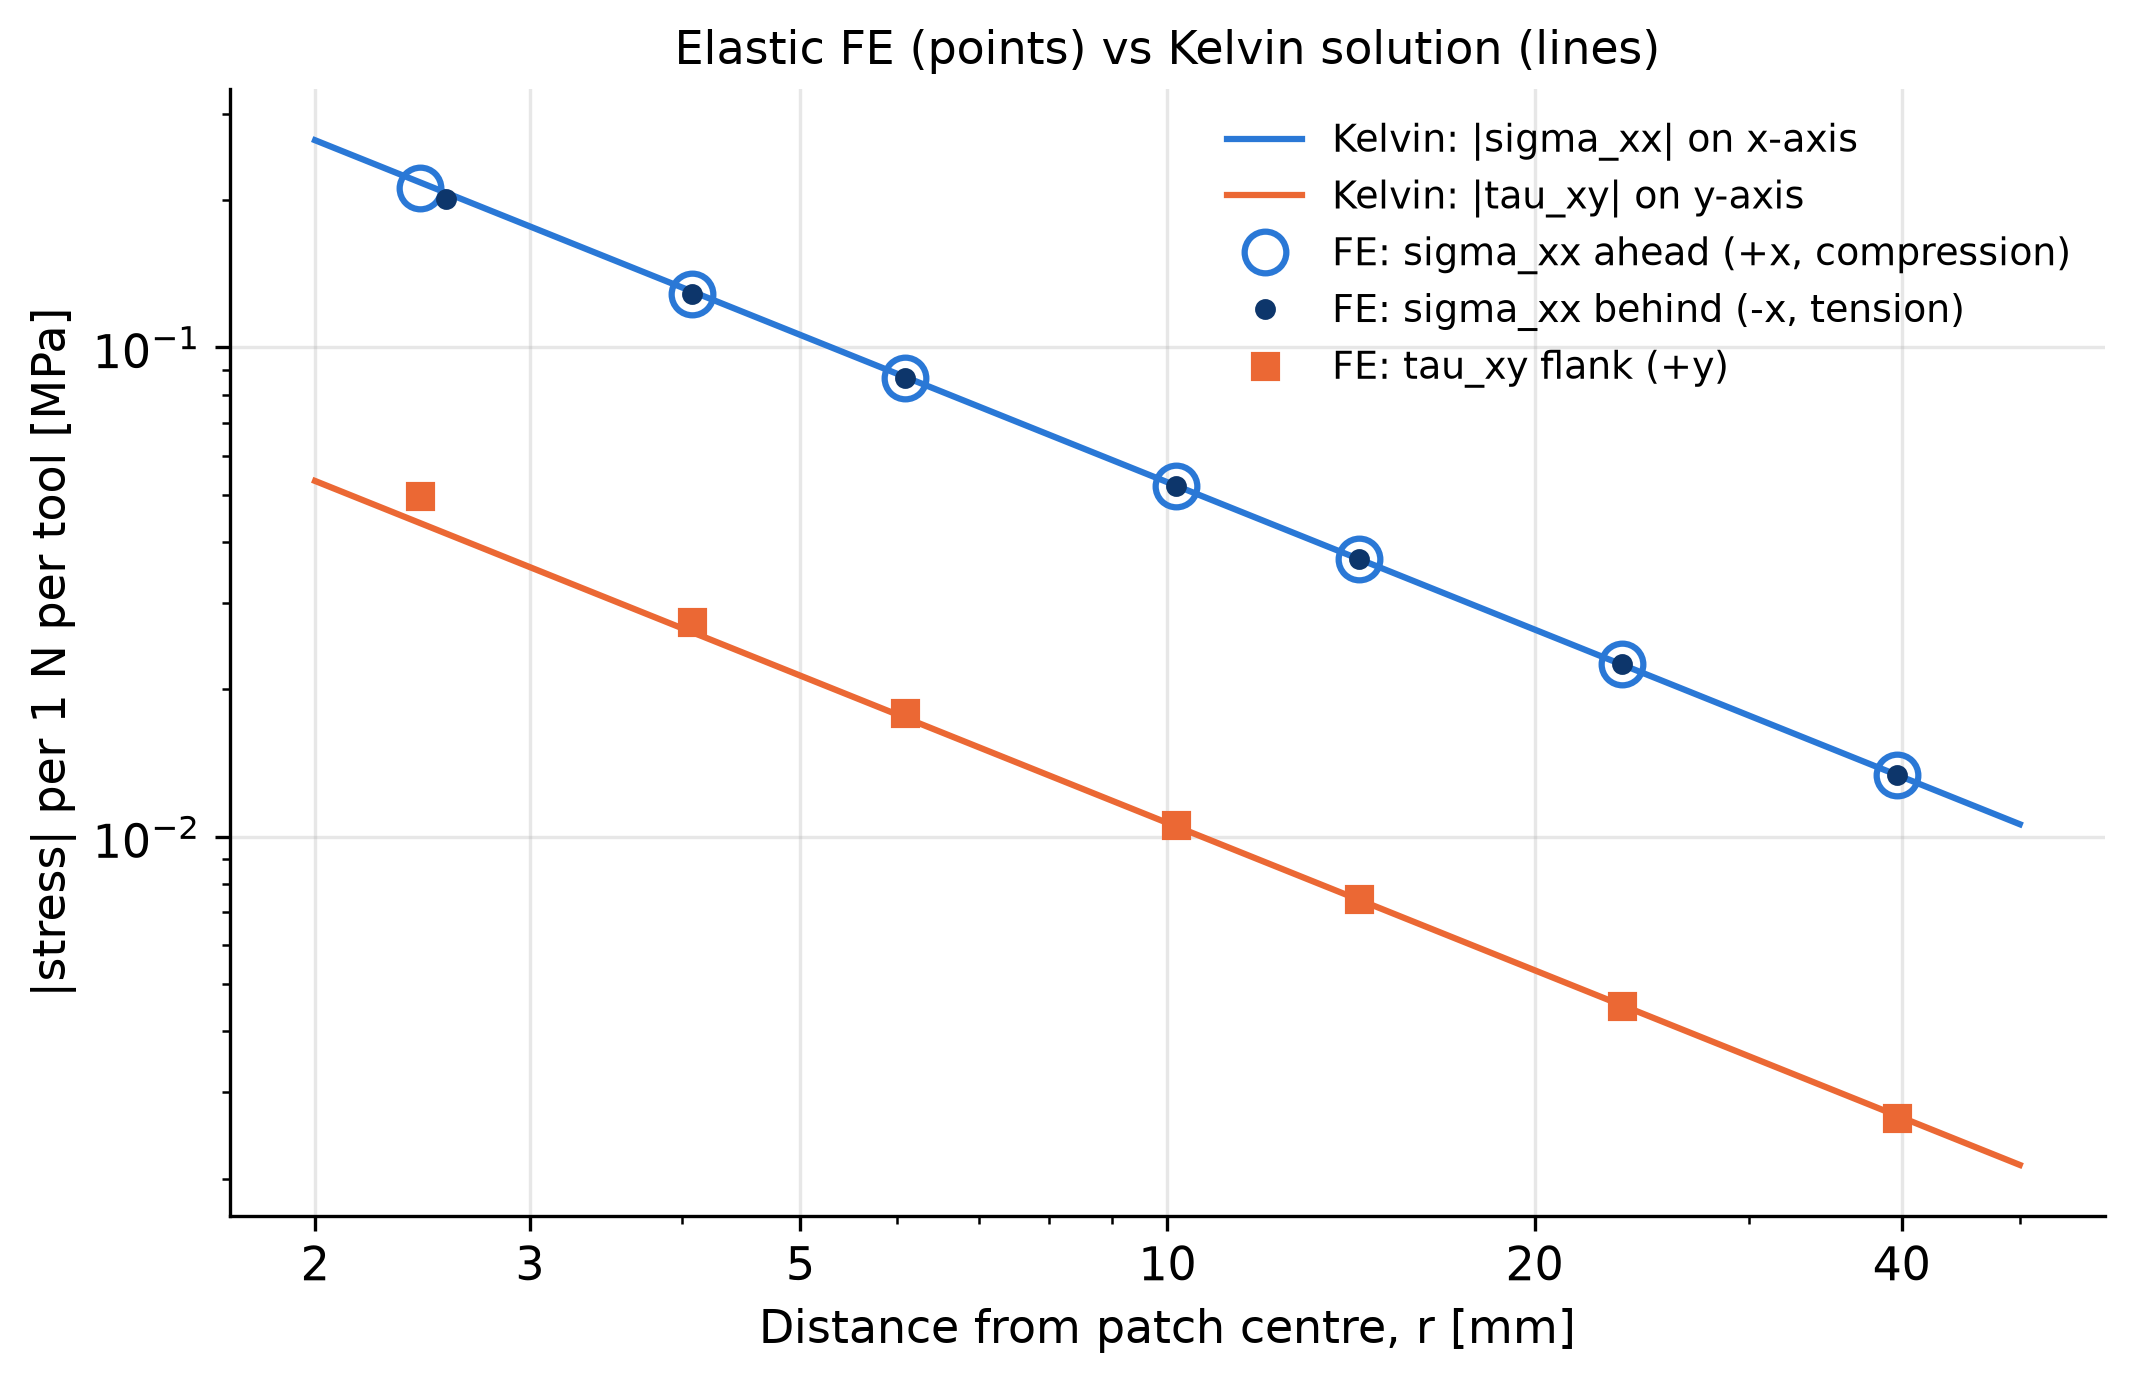 Elastic FE (points) vs Kelvin solution (lines)
Kelvin: |sigma_xx| on x-axis
Kelvin: |tau_xy| on y-axis
FE: sigma_xx ahead (+x, compression)
FE: sigma_xx behind (-x, tension)
FE: tau_xy flank (+y)
|stress| per 1 N per tool [MPa]
10⁻¹
10⁻²
2 3 5 10 20 40
Distance from patch centre, r [mm]